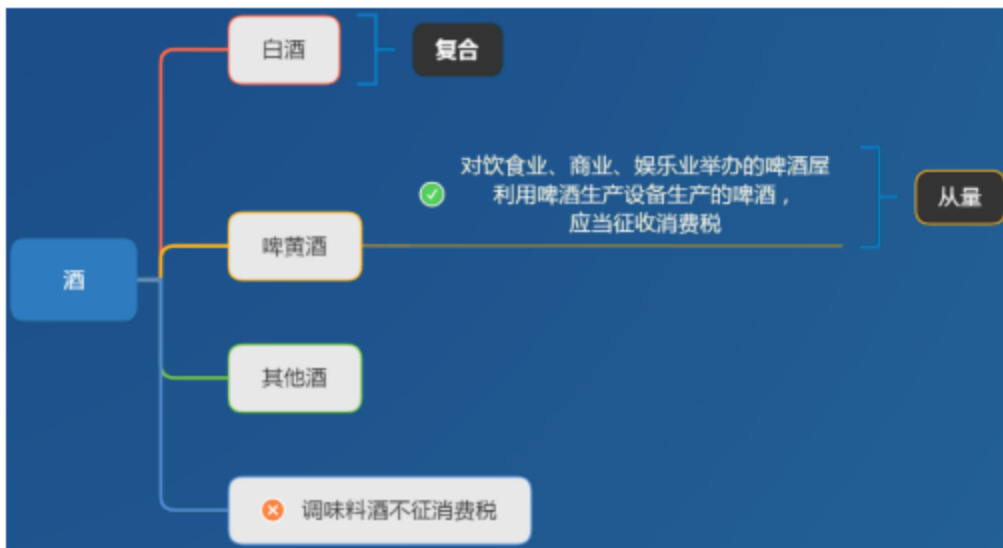 酒
白酒
复合
啤黄酒
对饮食业、商业、娱乐业举办的啤酒屋
利用啤酒生产设备生产的啤酒，
应当征收消费税
从量
其他酒
调味料酒不征消费税